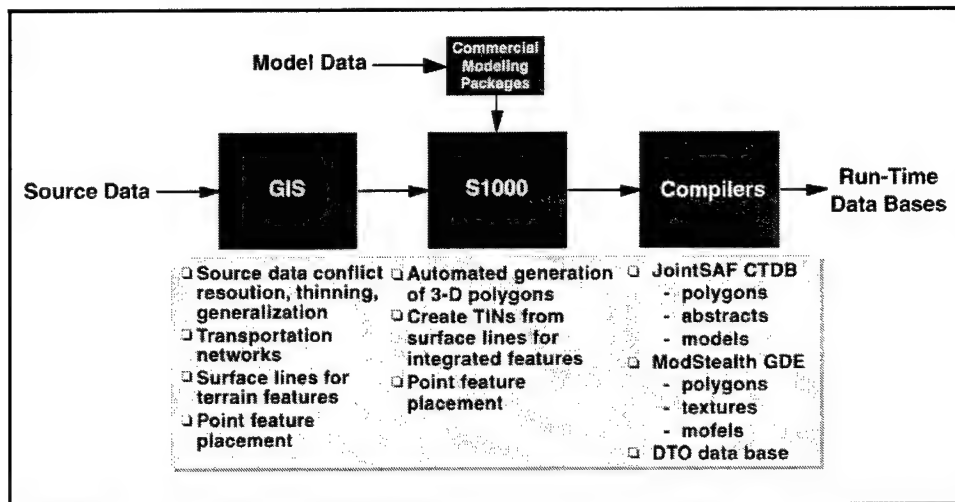 Model Data
Commercial
Modeling
Packages
Source Data
GIS
S1000
Compilers
Run-Time
Data Bases
❏ Source data conflict
resoution, thinning,
generalization
❏ Transportation
networks
❏ Surface lines for
terrain features
❏ Point feature
placement
❏ Automated generation
of 3-D polygons
❏ Create TINs from
surface lines for
integrated features
❏ Point feature
placement
❏ JointSAF CTDB
- polygons
- abstracts
- models
❏ ModStealth GDE
- polygons
- textures
- mofels
❏ DTO data base